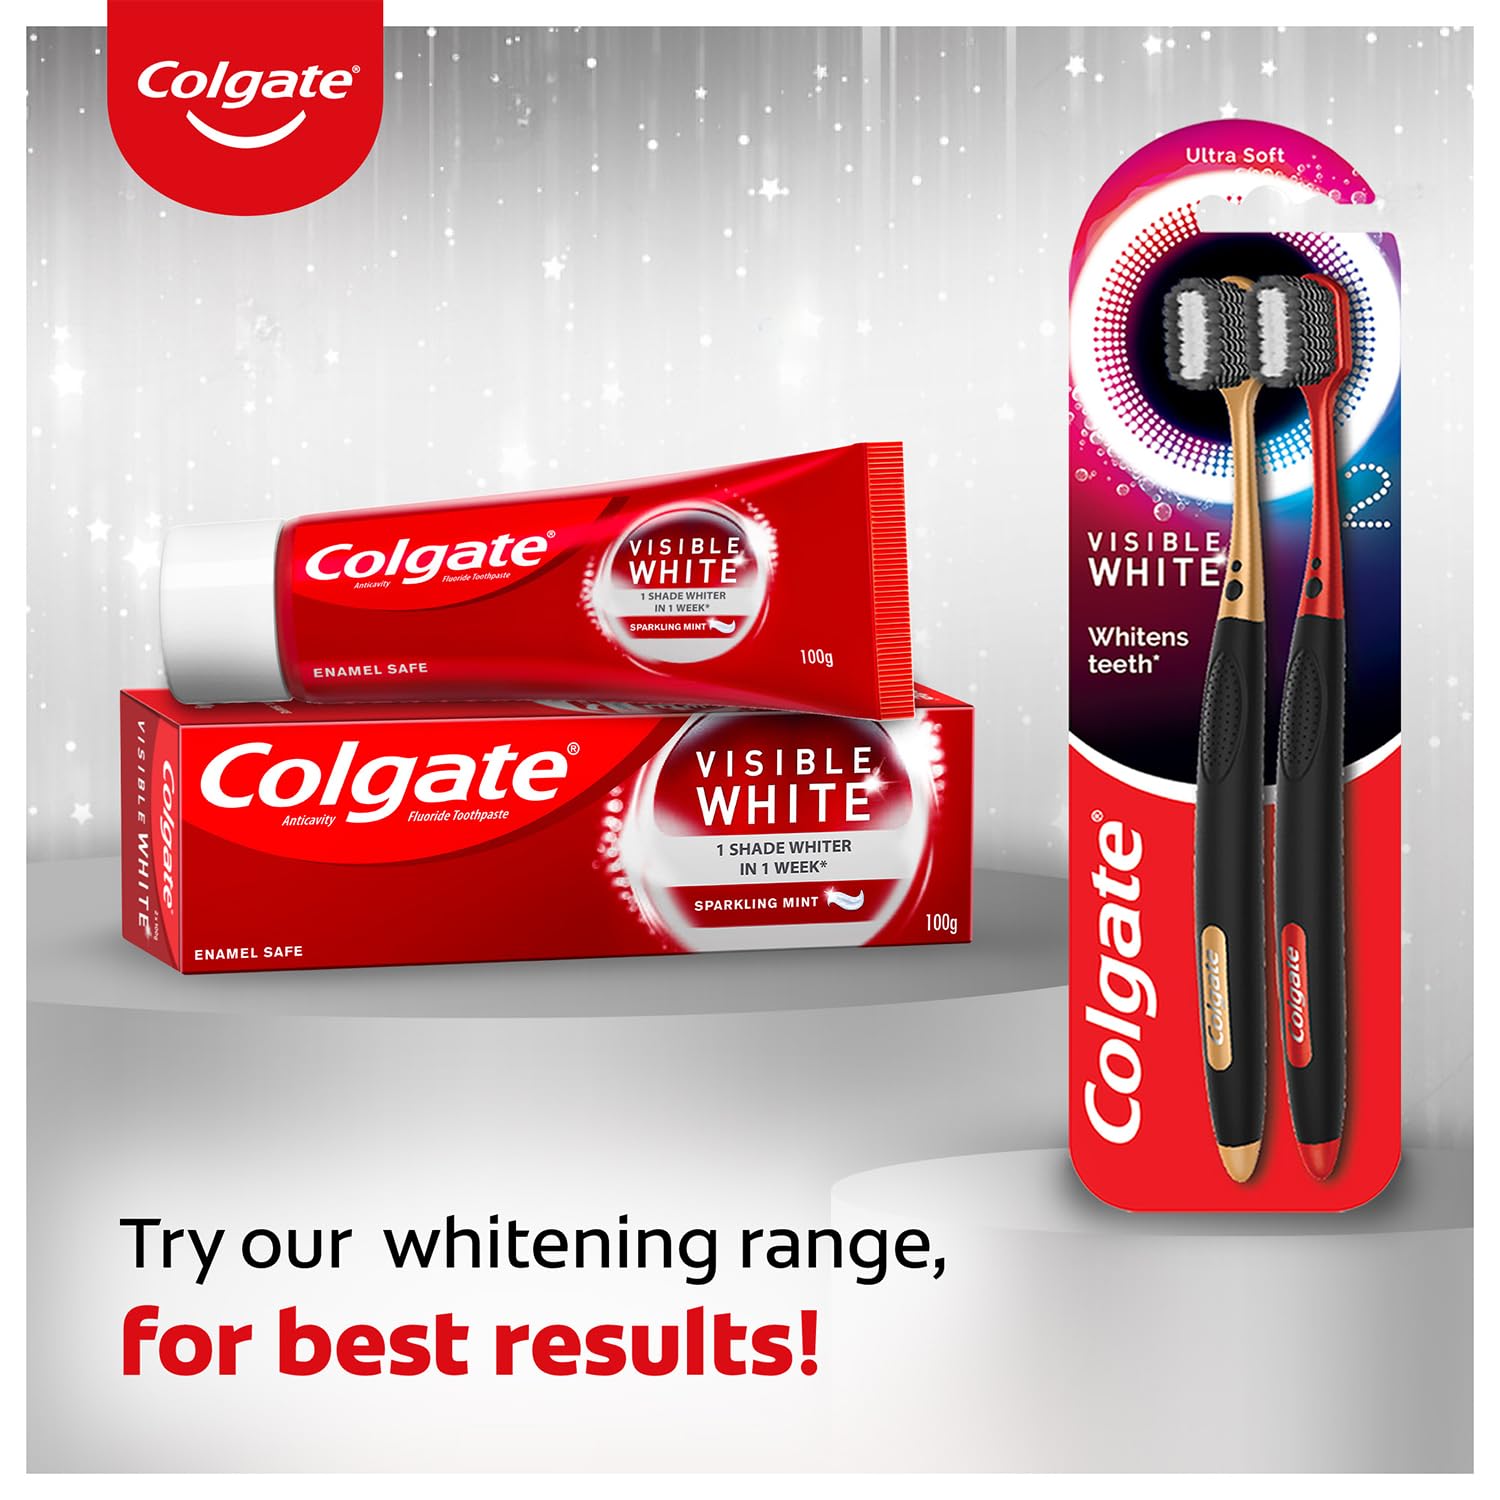 Colgate®
Ultra Soft
2
VISIBLE
WHITE
Whitens
teeth*
Colgate®
Colgate
Colgate
Colgate®
Anticavity Fluoride Toothpaste
VISIBLE
WHITE
1 SHADE WHITER
IN 1 WEEK*
SPARKLING MINT
ENAMEL SAFE
100g
VISIBLE WHITE
Colgate
2 x 100g
Colgate®
Anticavity Fluoride Toothpaste
VISIBLE
WHITE
1 SHADE WHITER
IN 1 WEEK*
SPARKLING MINT
100g
ENAMEL SAFE
Try our whitening range,
for best results!